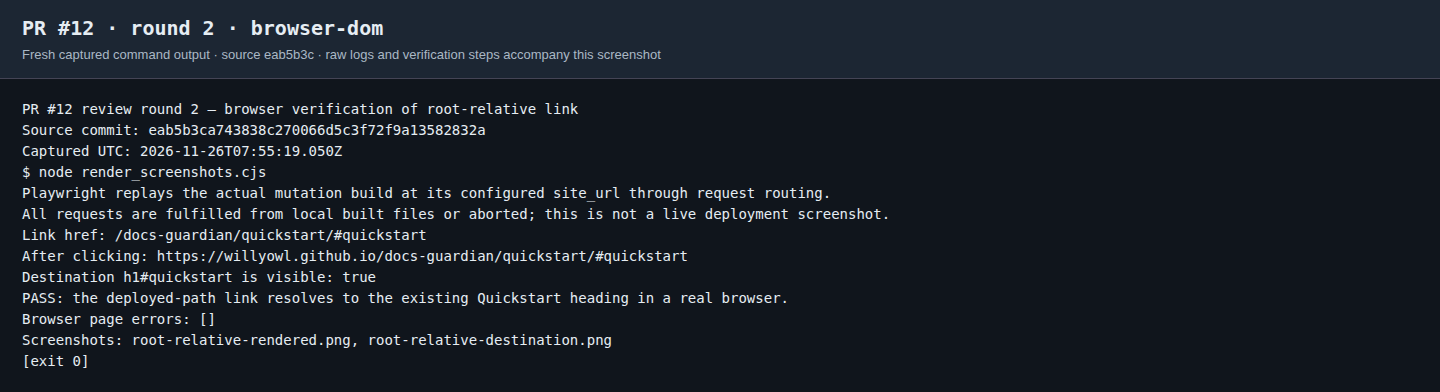 PR #12 · round 2 · browser-dom
Fresh captured command output · source eab5b3c · raw logs and verification steps accompany this screenshot
PR #12 review round 2 — browser verification of root-relative link
Source commit: eab5b3ca743838c270066d5c3f72f9a13582832a
Captured UTC: 2026-11-26T07:55:19.050Z
$ node render_screenshots.cjs
Playwright replays the actual mutation build at its configured site_url through request routing.
All requests are fulfilled from local built files or aborted; this is not a live deployment screenshot.
Link href: /docs-guardian/quickstart/#quickstart
After clicking: https://willyowl.github.io/docs-guardian/quickstart/#quickstart
Destination h1#quickstart is visible: true
PASS: the deployed-path link resolves to the existing Quickstart heading in a real browser.
Browser page errors: []
Screenshots: root-relative-rendered.png, root-relative-destination.png
[exit 0]